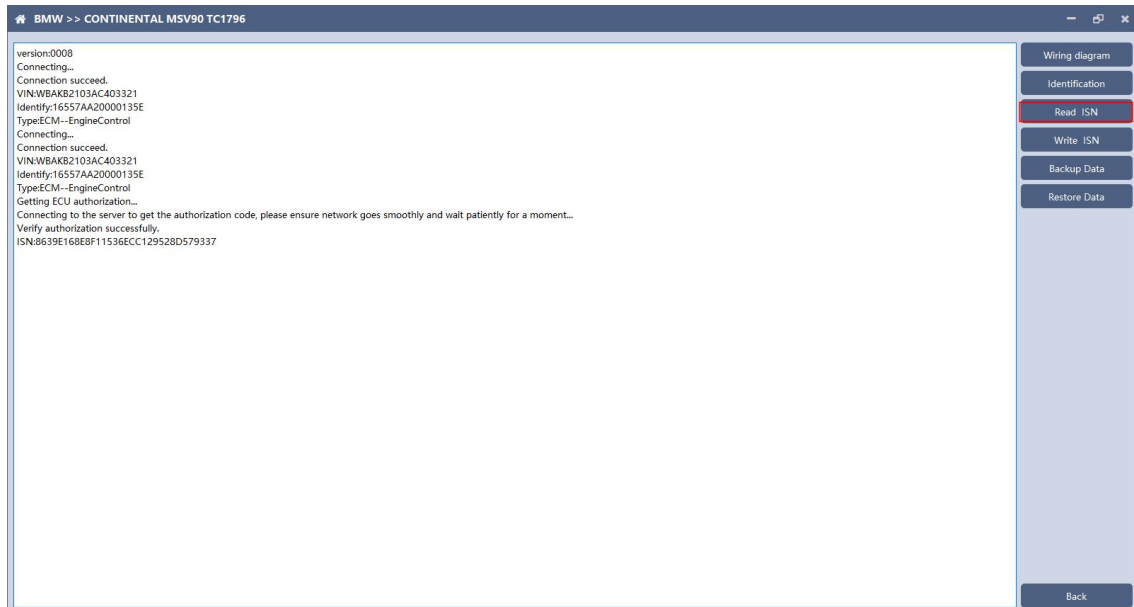 BMW >> CONTINENTAL MSV90 TC1796
version:0008
Connecting...
Connection succeed.
VIN:WBAKB2103AC403321
Identify:16557AA20000135E
Type:ECM--EngineControl
Connecting...
Connection succeed.
VIN:WBAKB2103AC403321
Identify:16557AA20000135E
Type:ECM--EngineControl
Getting ECU authorization...
Connecting to the server to get the authorization code, please ensure network goes smoothly and wait patiently for a moment...
Verify authorization successfully.
ISN:8639E168E8F11536ECC129528D579337
Wiring diagram
Identification
Read ISN
Write ISN
Backup Data
Restore Data
Back